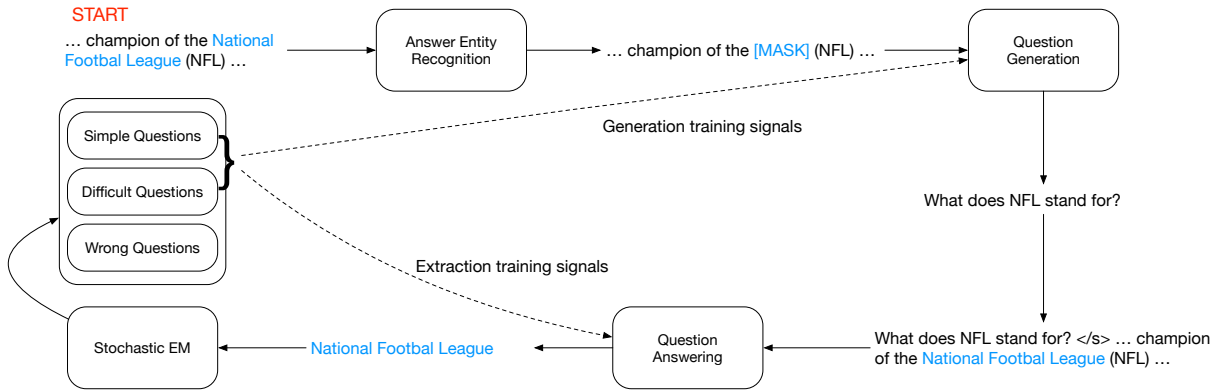 START
… champion of the National
Footbal League (NFL) …
Answer Entity
Recognition
… champion of the [MASK] (NFL) …
Question
Generation
Generation training signals
Simple Questions
Difficult Questions
Wrong Questions
}
What does NFL stand for?
Extraction training signals
Stochastic EM
National Footbal League
Question
Answering
What does NFL stand for? </s> … champion
of the National Footbal League (NFL) …